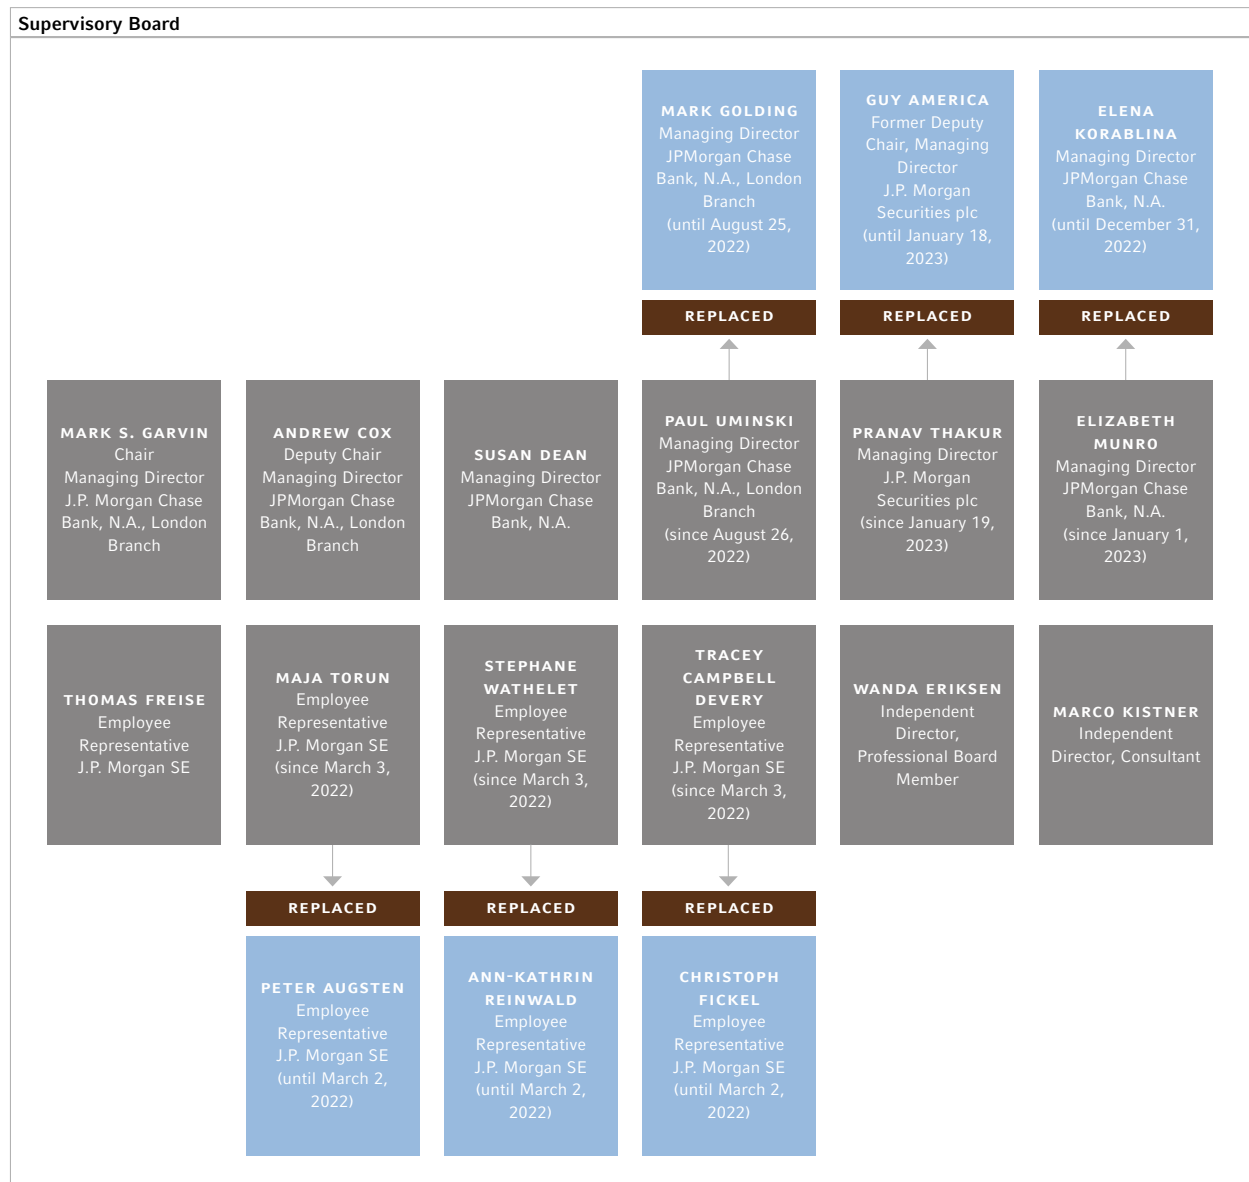 Supervisory Board
MARK GOLDING
Managing Director
JPMorgan Chase
Bank, N.A., London
Branch
(until August 25,
2022)
GUY AMERICA
Former Deputy
Chair, Managing
Director
J.P. Morgan
Securities plc
(until January 18,
2023)
ELENA
KORABLINA
Managing Director
JPMorgan Chase
Bank, N.A.
(until December 31,
2022)
REPLACED
REPLACED
REPLACED
MARK S. GARVIN
Chair
Managing Director
J.P. Morgan Chase
Bank, N.A., London
Branch
ANDREW COX
Deputy Chair
Managing Director
JPMorgan Chase
Bank, N.A., London
Branch
SUSAN DEAN
Managing Director
JPMorgan Chase
Bank, N.A.
PAUL UMINSKI
Managing Director
JPMorgan Chase
Bank, N.A., London
Branch
(since August 26,
2022)
PRANAV THAKUR
Managing Director
J.P. Morgan
Securities plc
(since January 19,
2023)
ELIZABETH
MUNRO
Managing Director
JPMorgan Chase
Bank, N.A.
(since January 1,
2023)
THOMAS FREISE
Employee
Representative
J.P. Morgan SE
MAJA TORUN
Employee
Representative
J.P. Morgan SE
(since March 3,
2022)
STEPHANE
WATHELET
Employee
Representative
J.P. Morgan SE
(since March 3,
2022)
TRACEY
CAMPBELL
DEVERY
Employee
Representative
J.P. Morgan SE
(since March 3,
2022)
WANDA ERIKSEN
Independent
Director,
Professional Board
Member
MARCO KISTNER
Independent
Director, Consultant
REPLACED
REPLACED
REPLACED
PETER AUGSTEN
Employee
Representative
J.P. Morgan SE
(until March 2,
2022)
ANN-KATHRIN
REINWALD
Employee
Representative
J.P. Morgan SE
(until March 2,
2022)
CHRISTOPH
FICKEL
Employee
Representative
J.P. Morgan SE
(until March 2,
2022)